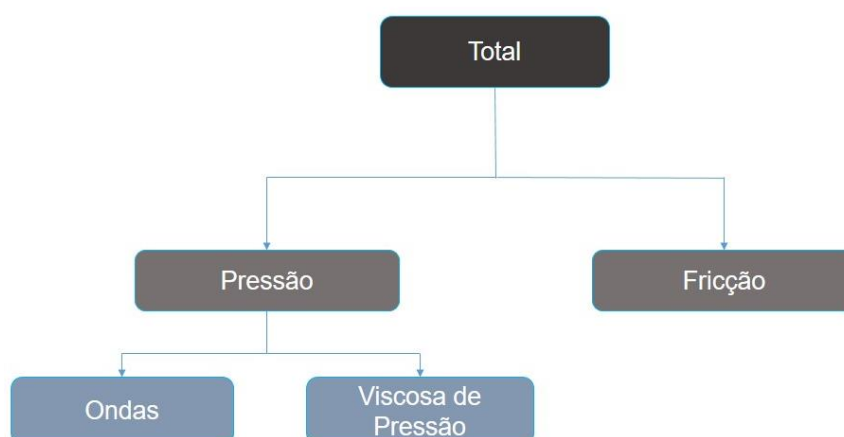 Total
Pressão
Fricção
Ondas
Viscosa de
Pressão